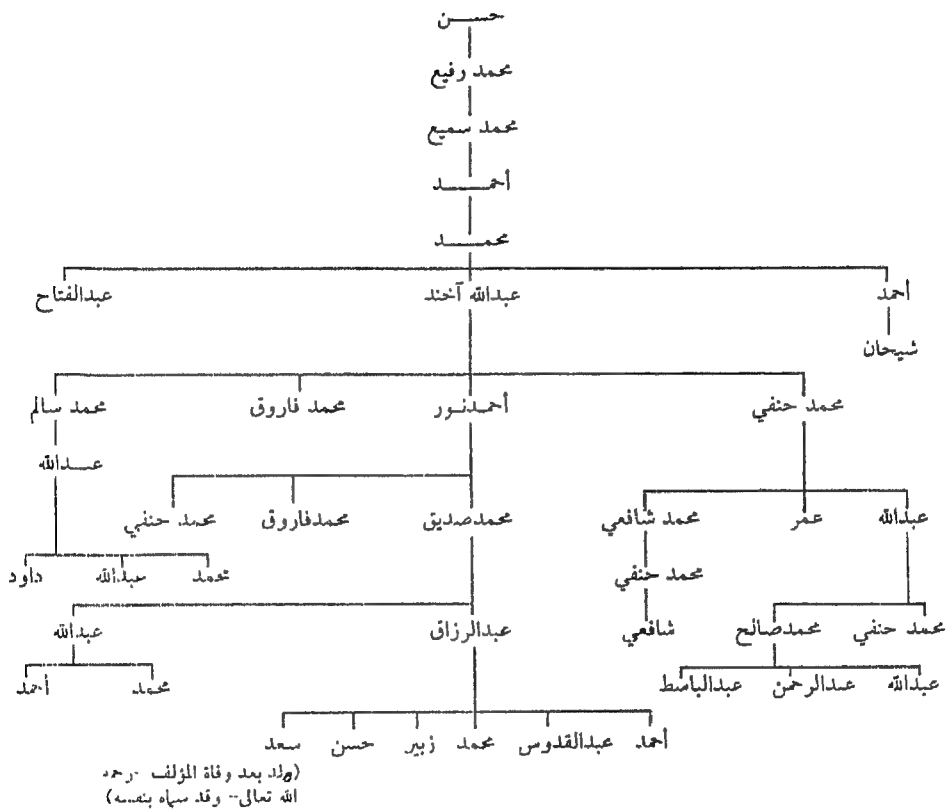 حسن
محمد رفيع
محمد سميع
أحمد
محمد
أحمد عبدالله آخند عبدالفتاح
شيحان
محمد حنفي أحمدنور محمد فاروق محمد سالم
عبدالله
عبدالله عمر محمد شافعي محمدصديق محمدفاروق محمد حنفي
محمد حنفي محمد عبدالله داود
محمد حنفي محمدصالح شافعي عبدالرزاق عبدالله
عبدالله عبدالرحمن عبدالباسط محمد أحمد
أحمد عبدالقدوس محمد زبير حسن سعد
(ولد بعد وفاة المؤلف -رحمه
الله تعالى- وقد سماه بنفسه)